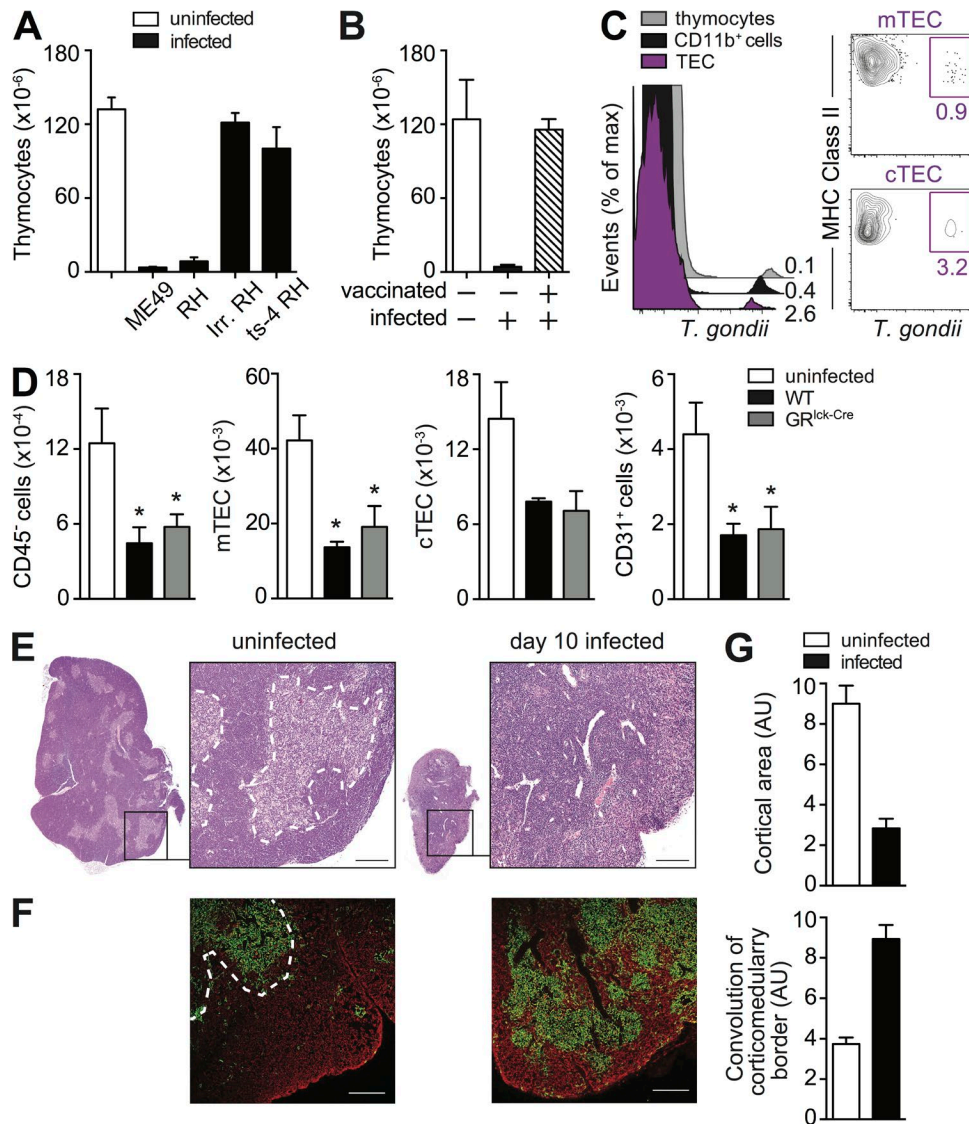 A
uninfected
infected
Thymocytes (x10-6)
180
120
60
0
ME49
RH
Irr. RH
ts-4 RH
B
Thymocytes (x10-6)
180
120
60
0
vaccinated – – +
infected – + +
C
thymocytes
CD11b+ cells
TEC
Events (% of max)
0.1
0.4
2.6
T. gondii
mTEC
0.9
MHC Class II
cTEC
3.2
T. gondii
D
CD45- cells (x10-4)
18
12
6
0
* *
mTEC (x10-3)
60
40
20
0
* *
cTEC (x10-3)
18
12
6
0
CD31+ cells (x10-3)
6
4
2
0
* *
uninfected
WT
GRlck-Cre
E
uninfected
day 10 infected
F
G
uninfected
infected
Cortical area (AU)
10
8
6
4
2
0
Convolution of
corticomedularry
border (AU)
10
8
6
4
2
0